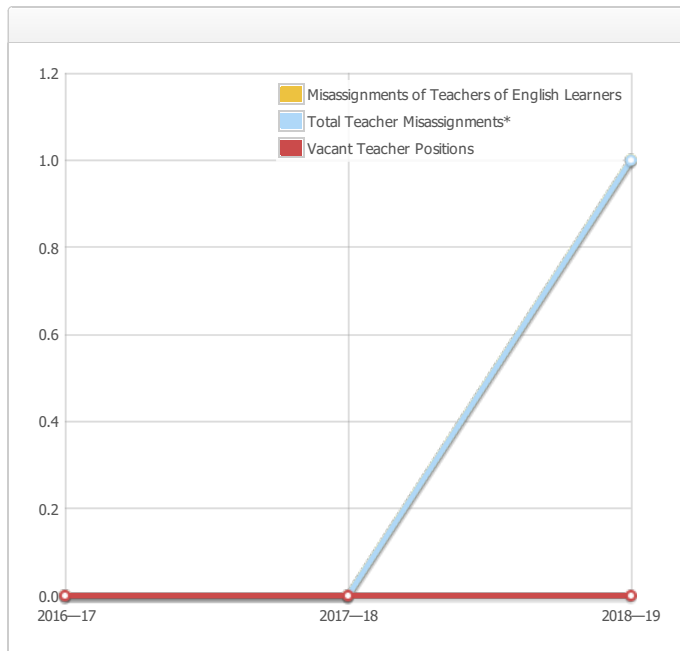 1.2
Misassignments of Teachers of English Learners
Total Teacher Misassignments*
Vacant Teacher Positions
1.0
0.8
0.6
0.4
0.2
0.0
2016—17 2017—18 2018—19